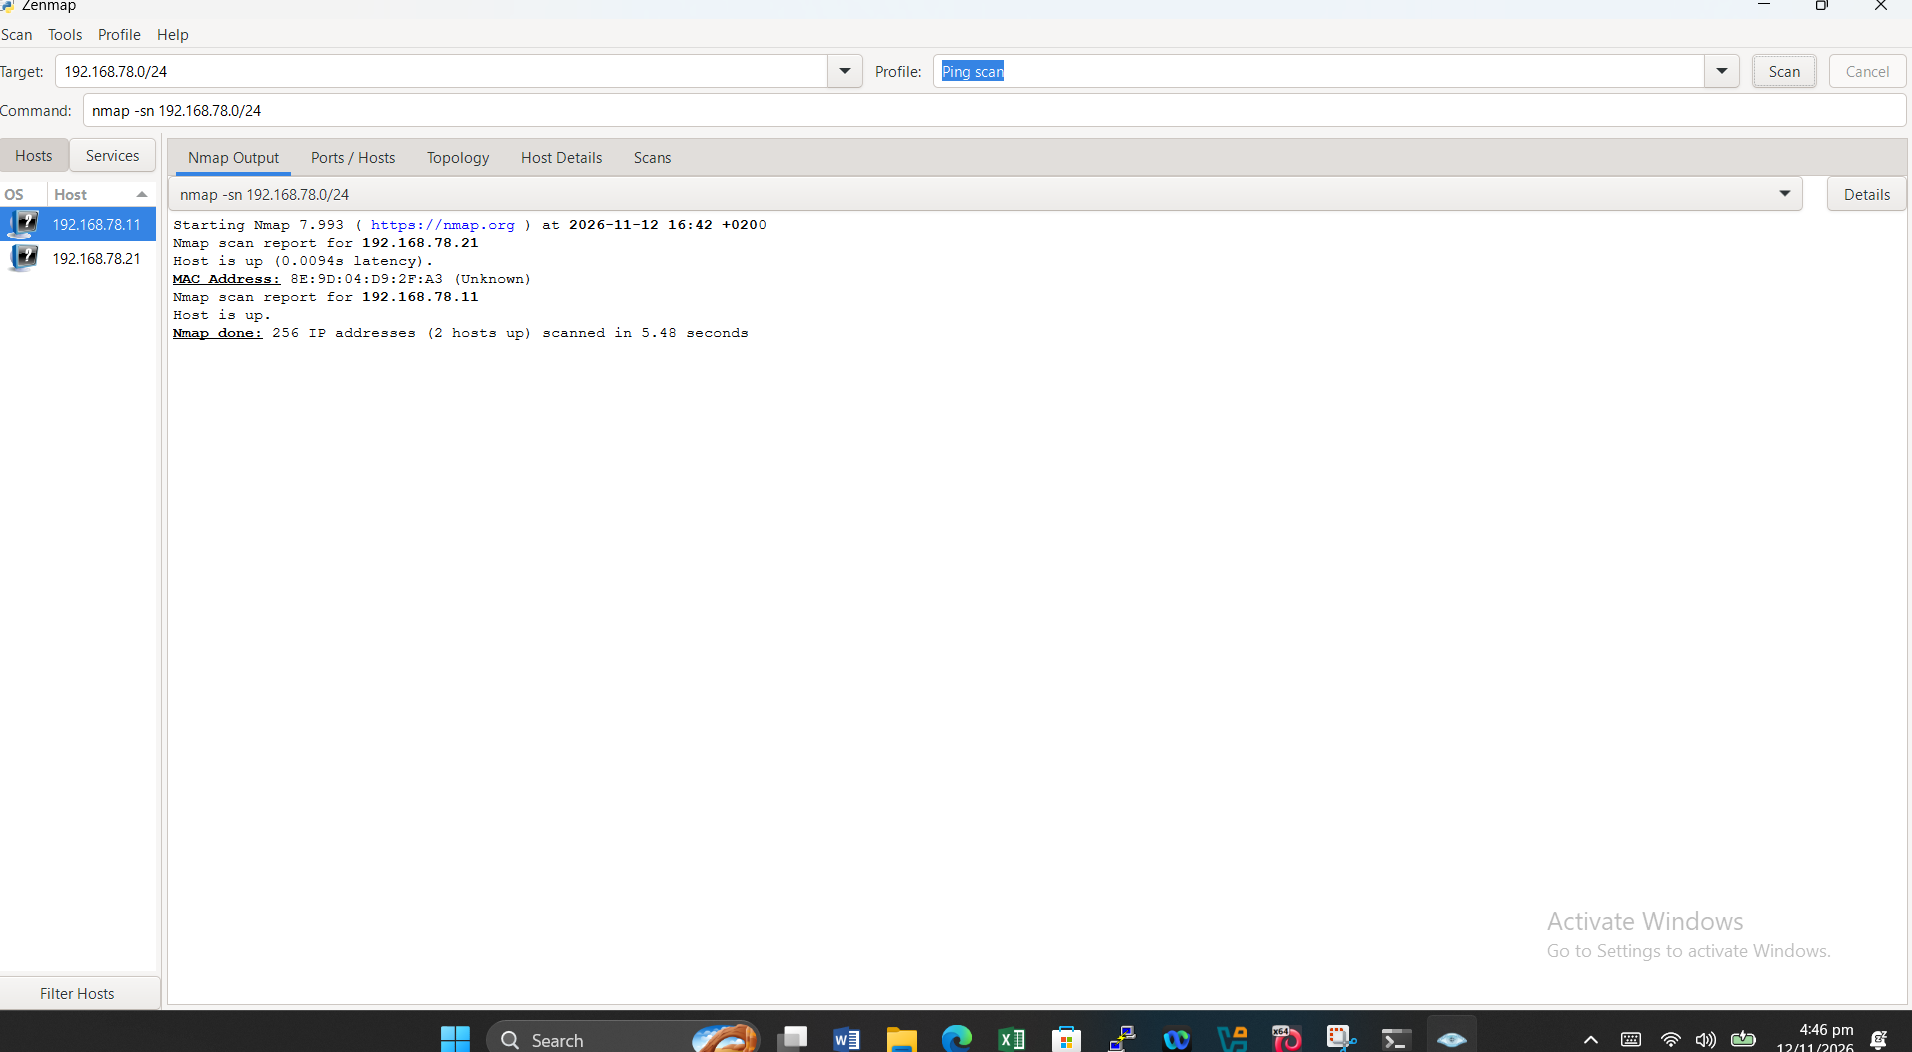 Zenmap
Scan Tools Profile Help
Target: 192.168.78.0/24 Profile: Ping scan Scan Cancel
Command: nmap -sn 192.168.78.0/24
Hosts Services
Nmap Output Ports / Hosts Topology Host Details Scans
OS Host
nmap -sn 192.168.78.0/24 Details
192.168.78.11
192.168.78.21
Starting Nmap 7.993 ( https://nmap.org ) at 2026-11-12 16:42 +0200
Nmap scan report for 192.168.78.21
Host is up (0.0094s latency).
MAC Address: 8E:9D:04:D9:2F:A3 (Unknown)
Nmap scan report for 192.168.78.11
Host is up.
Nmap done: 256 IP addresses (2 hosts up) scanned in 5.48 seconds
Activate Windows
Go to Settings to activate Windows.
Filter Hosts
Search
x64
4:46 pm
12/11/2026